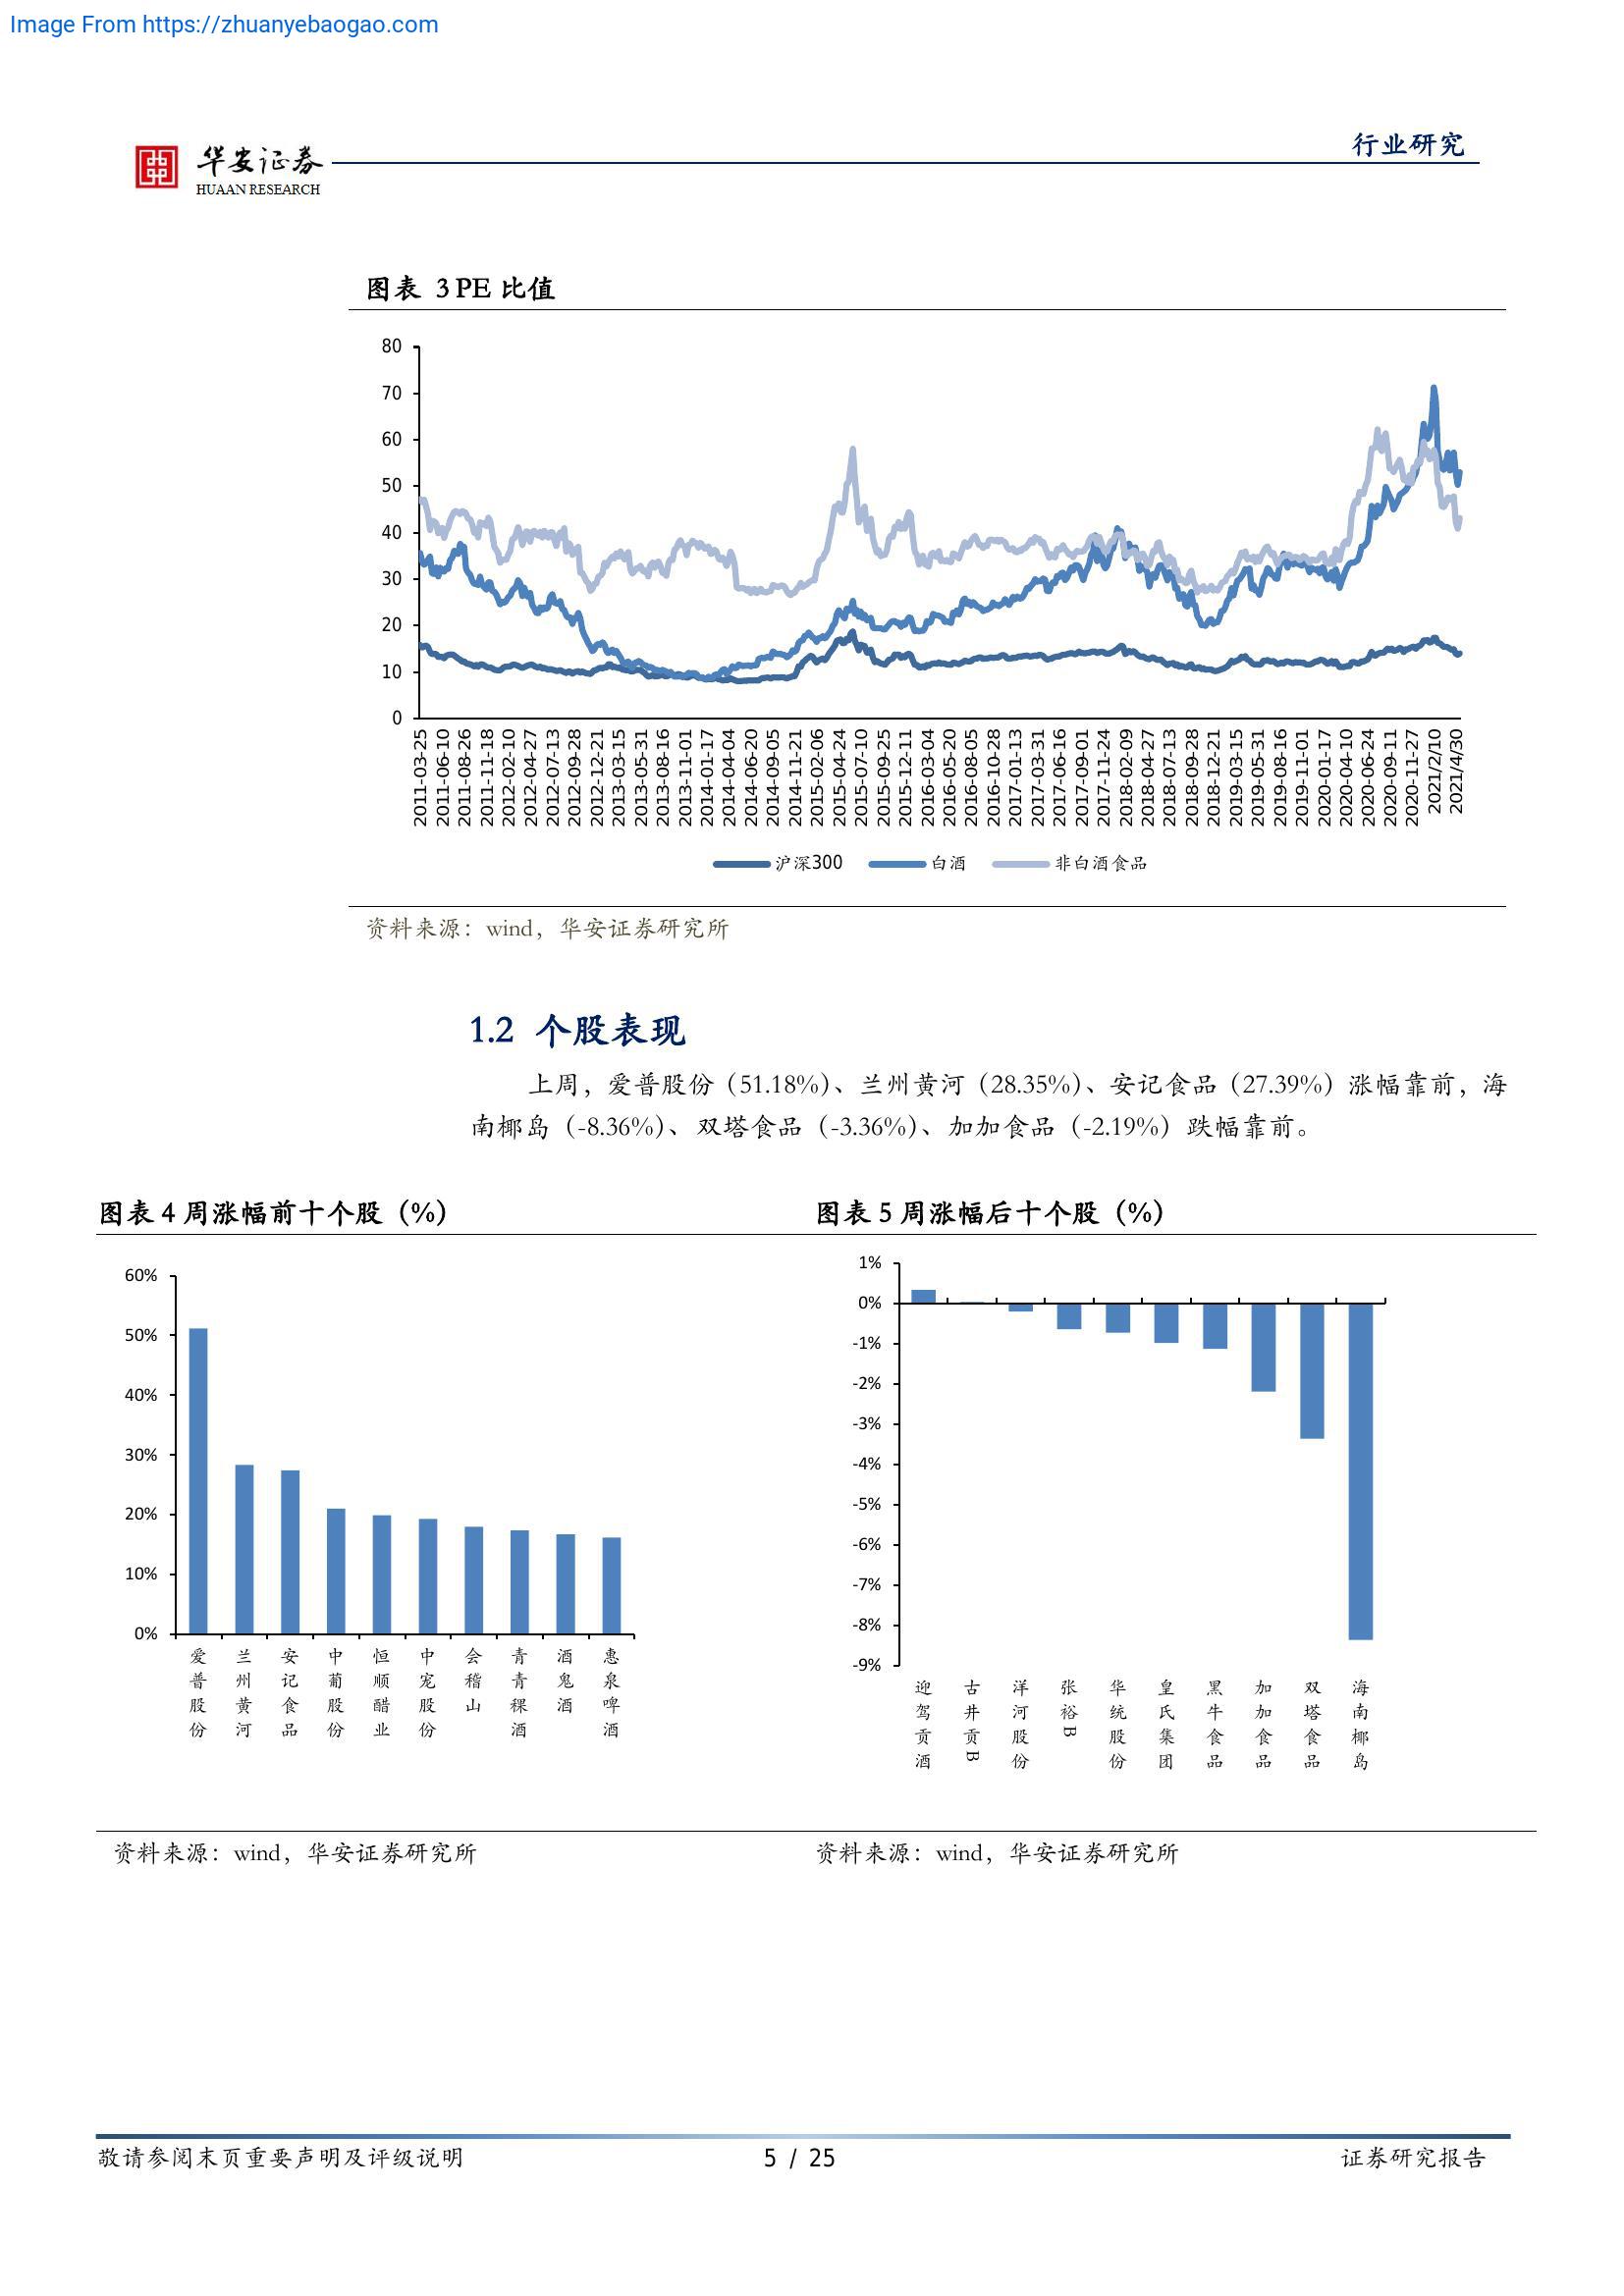 Image From https://zhuanyebaogao.com
华安证券
HUAAN RESEARCH
行业研究
图表 3 PE 比值
80
70
60
50
40
30
20
10
0
2011-03-25
2011-06-10
2011-08-26
2011-11-18
2012-02-10
2012-04-27
2012-07-13
2012-09-28
2012-12-21
2013-03-15
2013-05-31
2013-08-16
2013-11-01
2014-01-17
2014-04-04
2014-06-20
2014-09-05
2014-11-21
2015-02-06
2015-04-24
2015-07-10
2015-09-25
2015-12-11
2016-03-04
2016-05-20
2016-08-05
2016-10-28
2017-01-13
2017-03-31
2017-06-16
2017-09-01
2017-11-24
2018-02-09
2018-04-27
2018-07-13
2018-09-28
2018-12-21
2019-03-15
2019-05-31
2019-08-16
2019-11-01
2020-01-17
2020-04-10
2020-06-24
2020-09-11
2020-11-27
2021/2/10
2021/4/30
沪深300 白酒 非白酒食品
资料来源：wind，华安证券研究所
1.2 个股表现
上周，爱普股份（51.18%）、兰州黄河（28.35%）、安记食品（27.39%）涨幅靠前，海
南椰岛（-8.36%）、双塔食品（-3.36%）、加加食品（-2.19%）跌幅靠前。
图表 4 周涨幅前十个股（%）
60%
50%
40%
30%
20%
10%
0%
爱普股份
兰州黄河
安记食品
中葡股份
恒顺醋业
中宠股份
会稽山
青青稞酒
酒鬼酒
惠泉啤酒
资料来源：wind，华安证券研究所
图表 5 周涨幅后十个股（%）
1%
0%
-1%
-2%
-3%
-4%
-5%
-6%
-7%
-8%
-9%
迎驾贡酒
古井贡B
洋河股份
张裕B
华统股份
皇氏集团
黑牛食品
加加食品
双塔食品
海南椰岛
资料来源：wind，华安证券研究所
敬请参阅末页重要声明及评级说明
5 / 25
证券研究报告